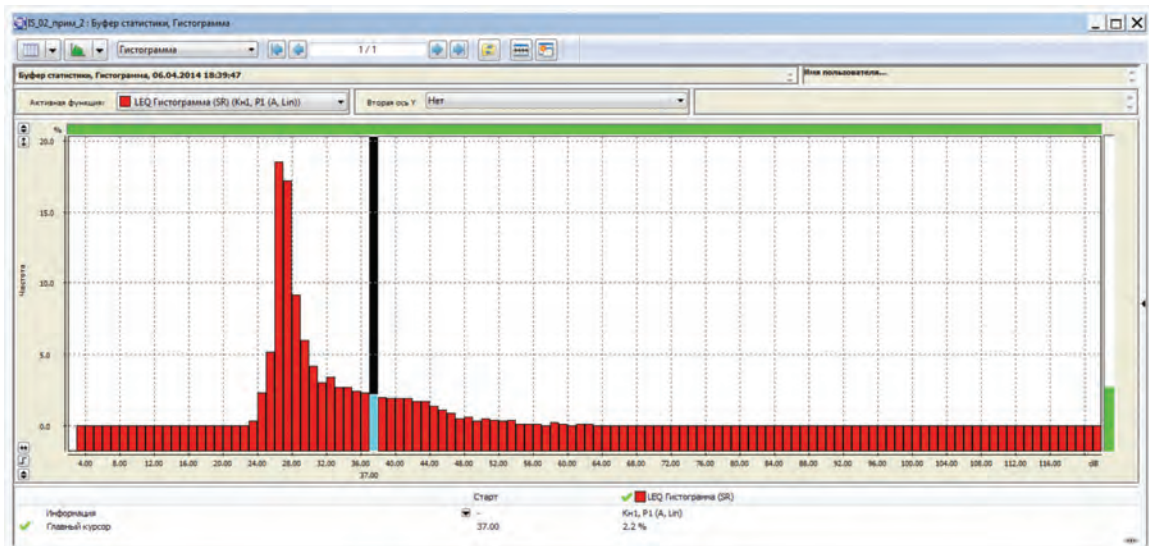 IS_02_прим_2 : Буфер статистики, Гистограмма
Гистограмма 1 / 1
Буфер статистики, Гистограмма, 06.04.2014 18:39:47 Имя пользователя...
Активная функция: LEQ Гистограмма (SR) (Кн1, P1 (A, Lin)) Вторая ось Y Нет
%
20.0
15.0
10.0
5.0
0.0
Частота
4.00 8.00 12.00 16.00 20.00 24.00 28.00 32.00 36.00 40.00 44.00 48.00 52.00 56.00 60.00 64.00 68.00 72.00 76.00 80.00 84.00 88.00 92.00 96.00 100.00 104.00 108.00 112.00 116.00 dB
37.00
Старт LEQ Гистограмма (SR)
Информация - Кн1, P1 (A, Lin)
Главный курсор 37.00 2.2 %